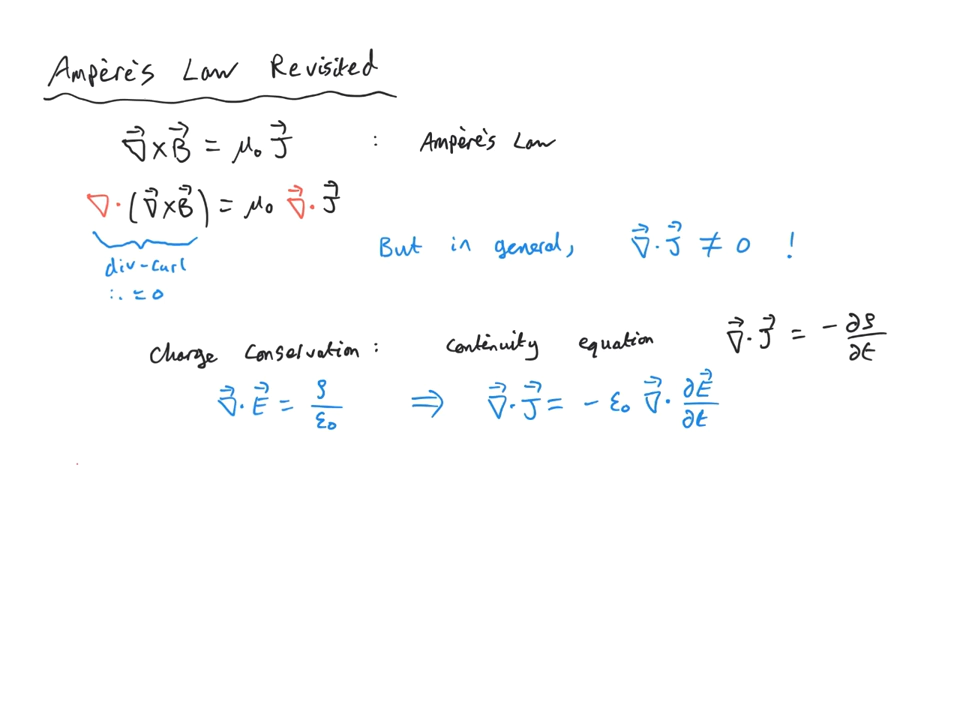 Ampère's Law Revisited
∇⃗×B⃗ = μ₀ J⃗ : Ampère's Law
∇·(∇⃗×B⃗) = μ₀ ∇⃗·J⃗
But in general, ∇⃗·J⃗ ≠ 0 !
div-curl
∴ = 0
Charge Conservation: Continuity equation ∇⃗·J⃗ = -∂ρ/∂t
∇⃗·E⃗ = ρ/ε₀ ⇒ ∇⃗·J⃗ = - ε₀ ∇⃗·∂E⃗/∂t